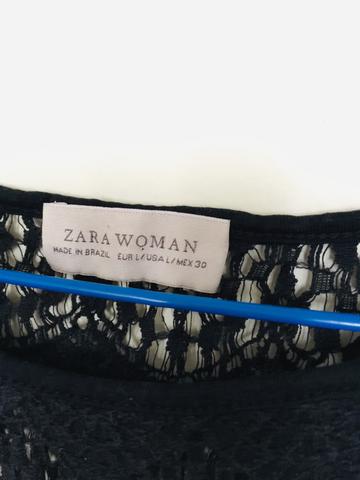 ZARA WOMAN
MADE IN BRAZIL EUR L/USA L/MEX 30